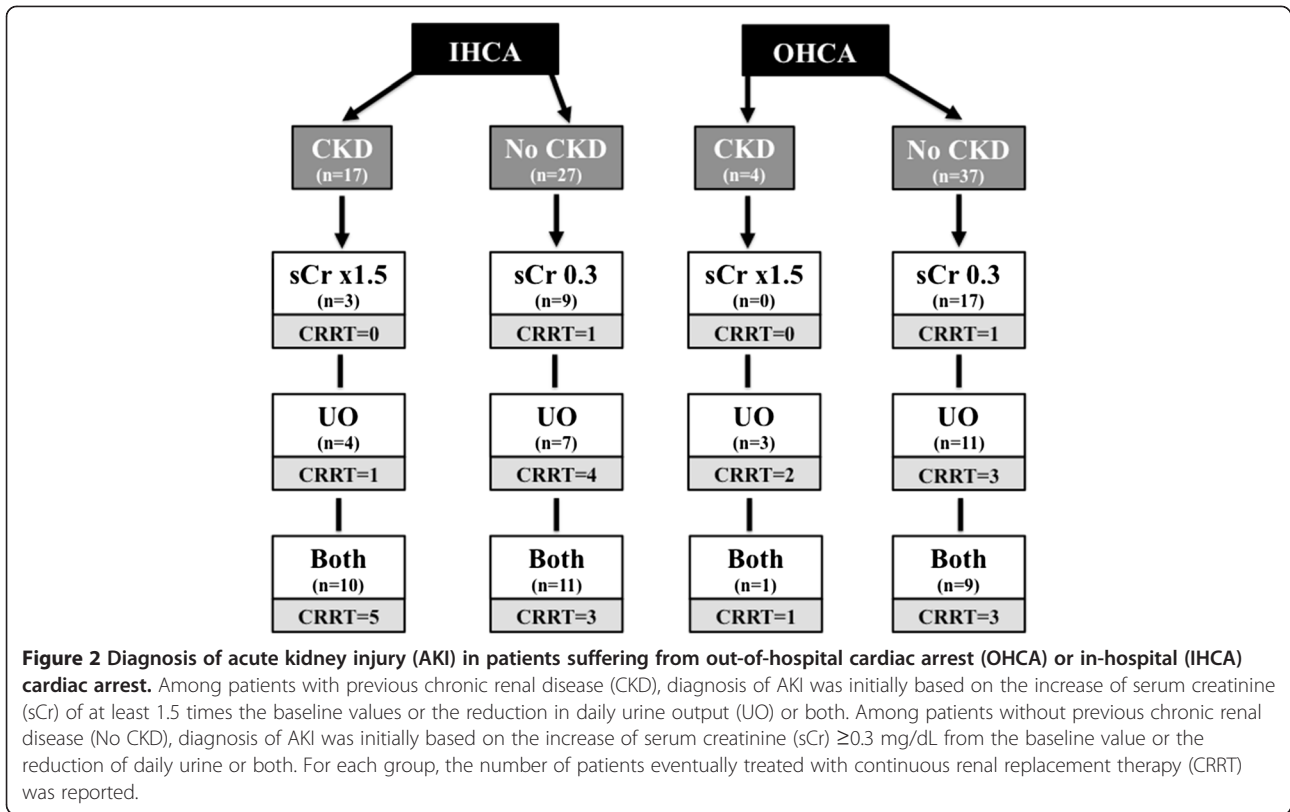 IHCA OHCA
CKD No CKD CKD No CKD
(n=17) (n=27) (n=4) (n=37)
sCr x1.5 sCr 0.3 sCr x1.5 sCr 0.3
(n=3) (n=9) (n=0) (n=17)
CRRT=0 CRRT=1 CRRT=0 CRRT=1
UO UO UO UO
(n=4) (n=7) (n=3) (n=11)
CRRT=1 CRRT=4 CRRT=2 CRRT=3
Both Both Both Both
(n=10) (n=11) (n=1) (n=9)
CRRT=5 CRRT=3 CRRT=1 CRRT=3
Figure 2 Diagnosis of acute kidney injury (AKI) in patients suffering from out-of-hospital cardiac arrest (OHCA) or in-hospital (IHCA)
cardiac arrest. Among patients with previous chronic renal disease (CKD), diagnosis of AKI was initially based on the increase of serum creatinine
(sCr) of at least 1.5 times the baseline values or the reduction in daily urine output (UO) or both. Among patients without previous chronic renal
disease (No CKD), diagnosis of AKI was initially based on the increase of serum creatinine (sCr) ≥0.3 mg/dL from the baseline value or the
reduction of daily urine or both. For each group, the number of patients eventually treated with continuous renal replacement therapy (CRRT)
was reported.